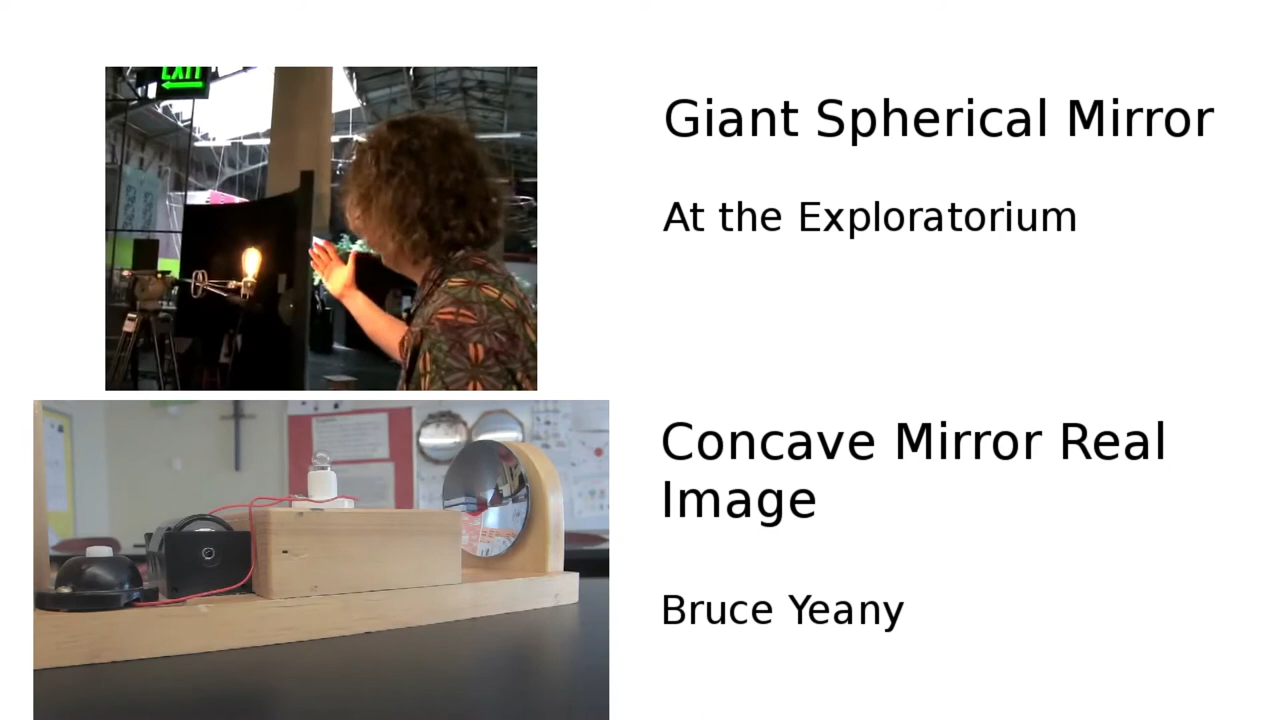 EXIT
Giant Spherical Mirror
At the Exploratorium
Concave Mirror Real
Image
Bruce Yeany